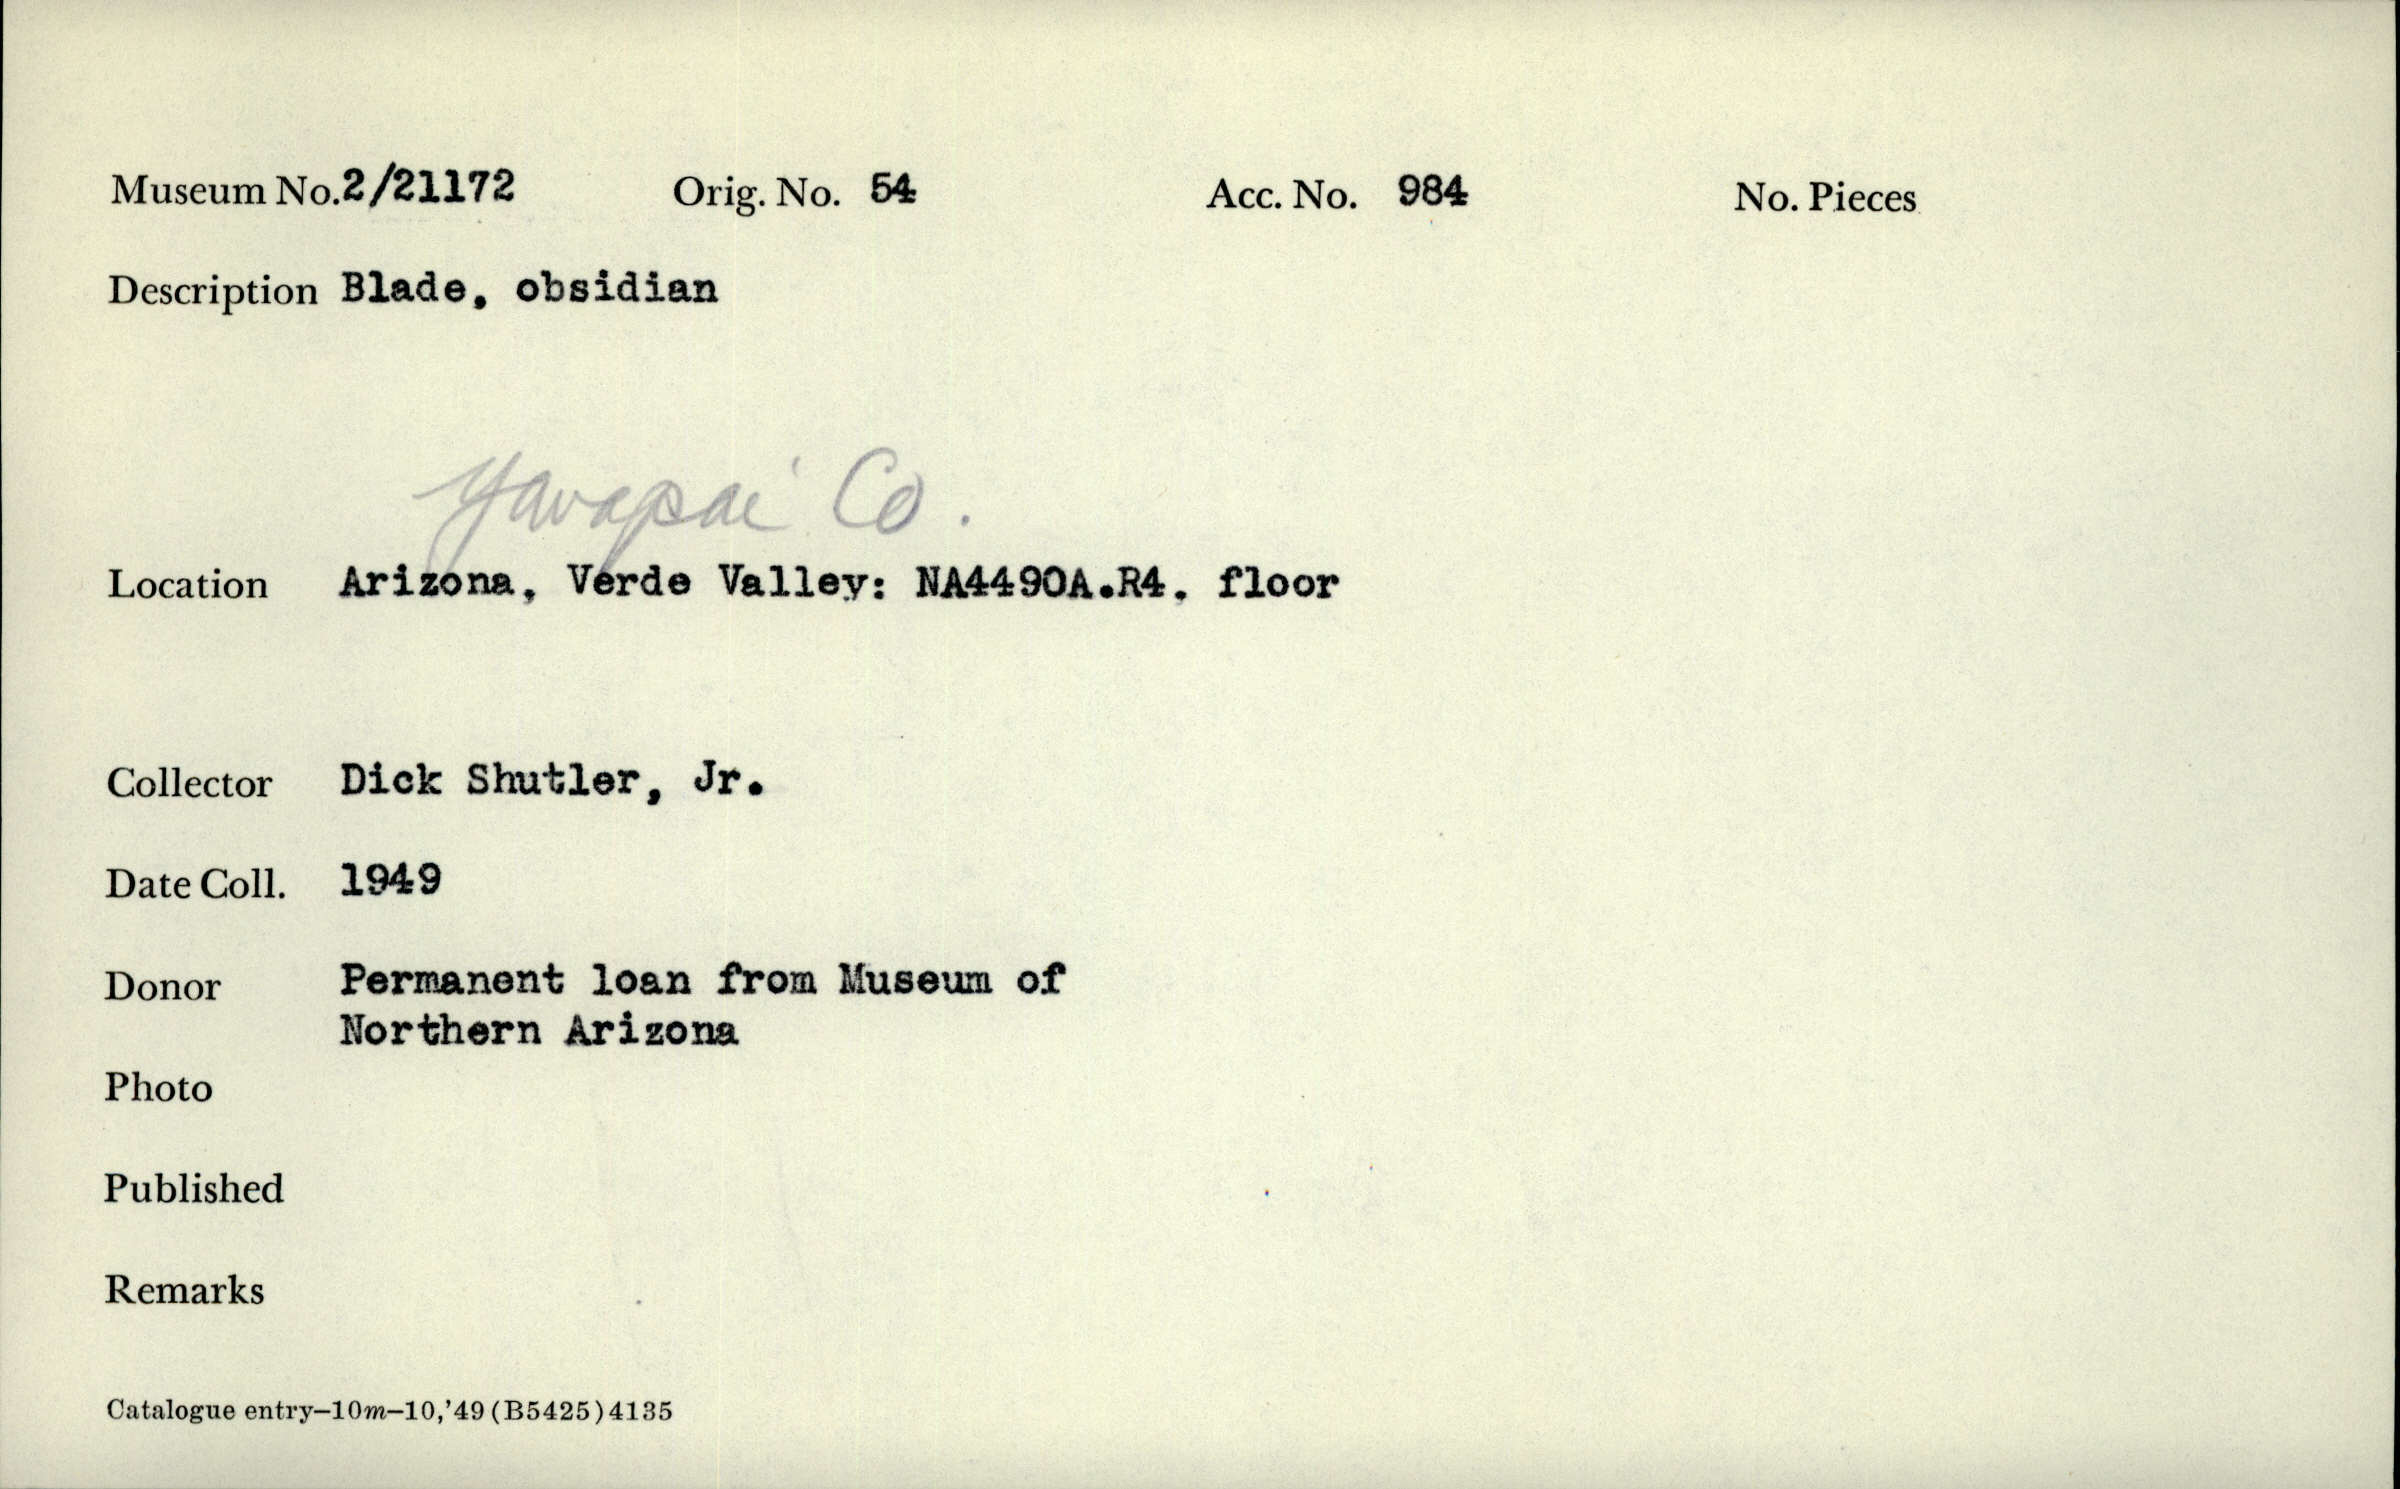 Museum No. 2/21172 Orig. No. 54 Acc. No. 984 No. Pieces
Description Blade, obsidian
Yavapai Co.
Location Arizona, Verde Valley: NA4490A.R4, floor
Collector Dick Shutler, Jr.
Date Coll. 1949
Donor Permanent loan from Museum of
Northern Arizona
Photo
Published
Remarks
Catalogue entry—10m—10,'49 (B5425) 4135